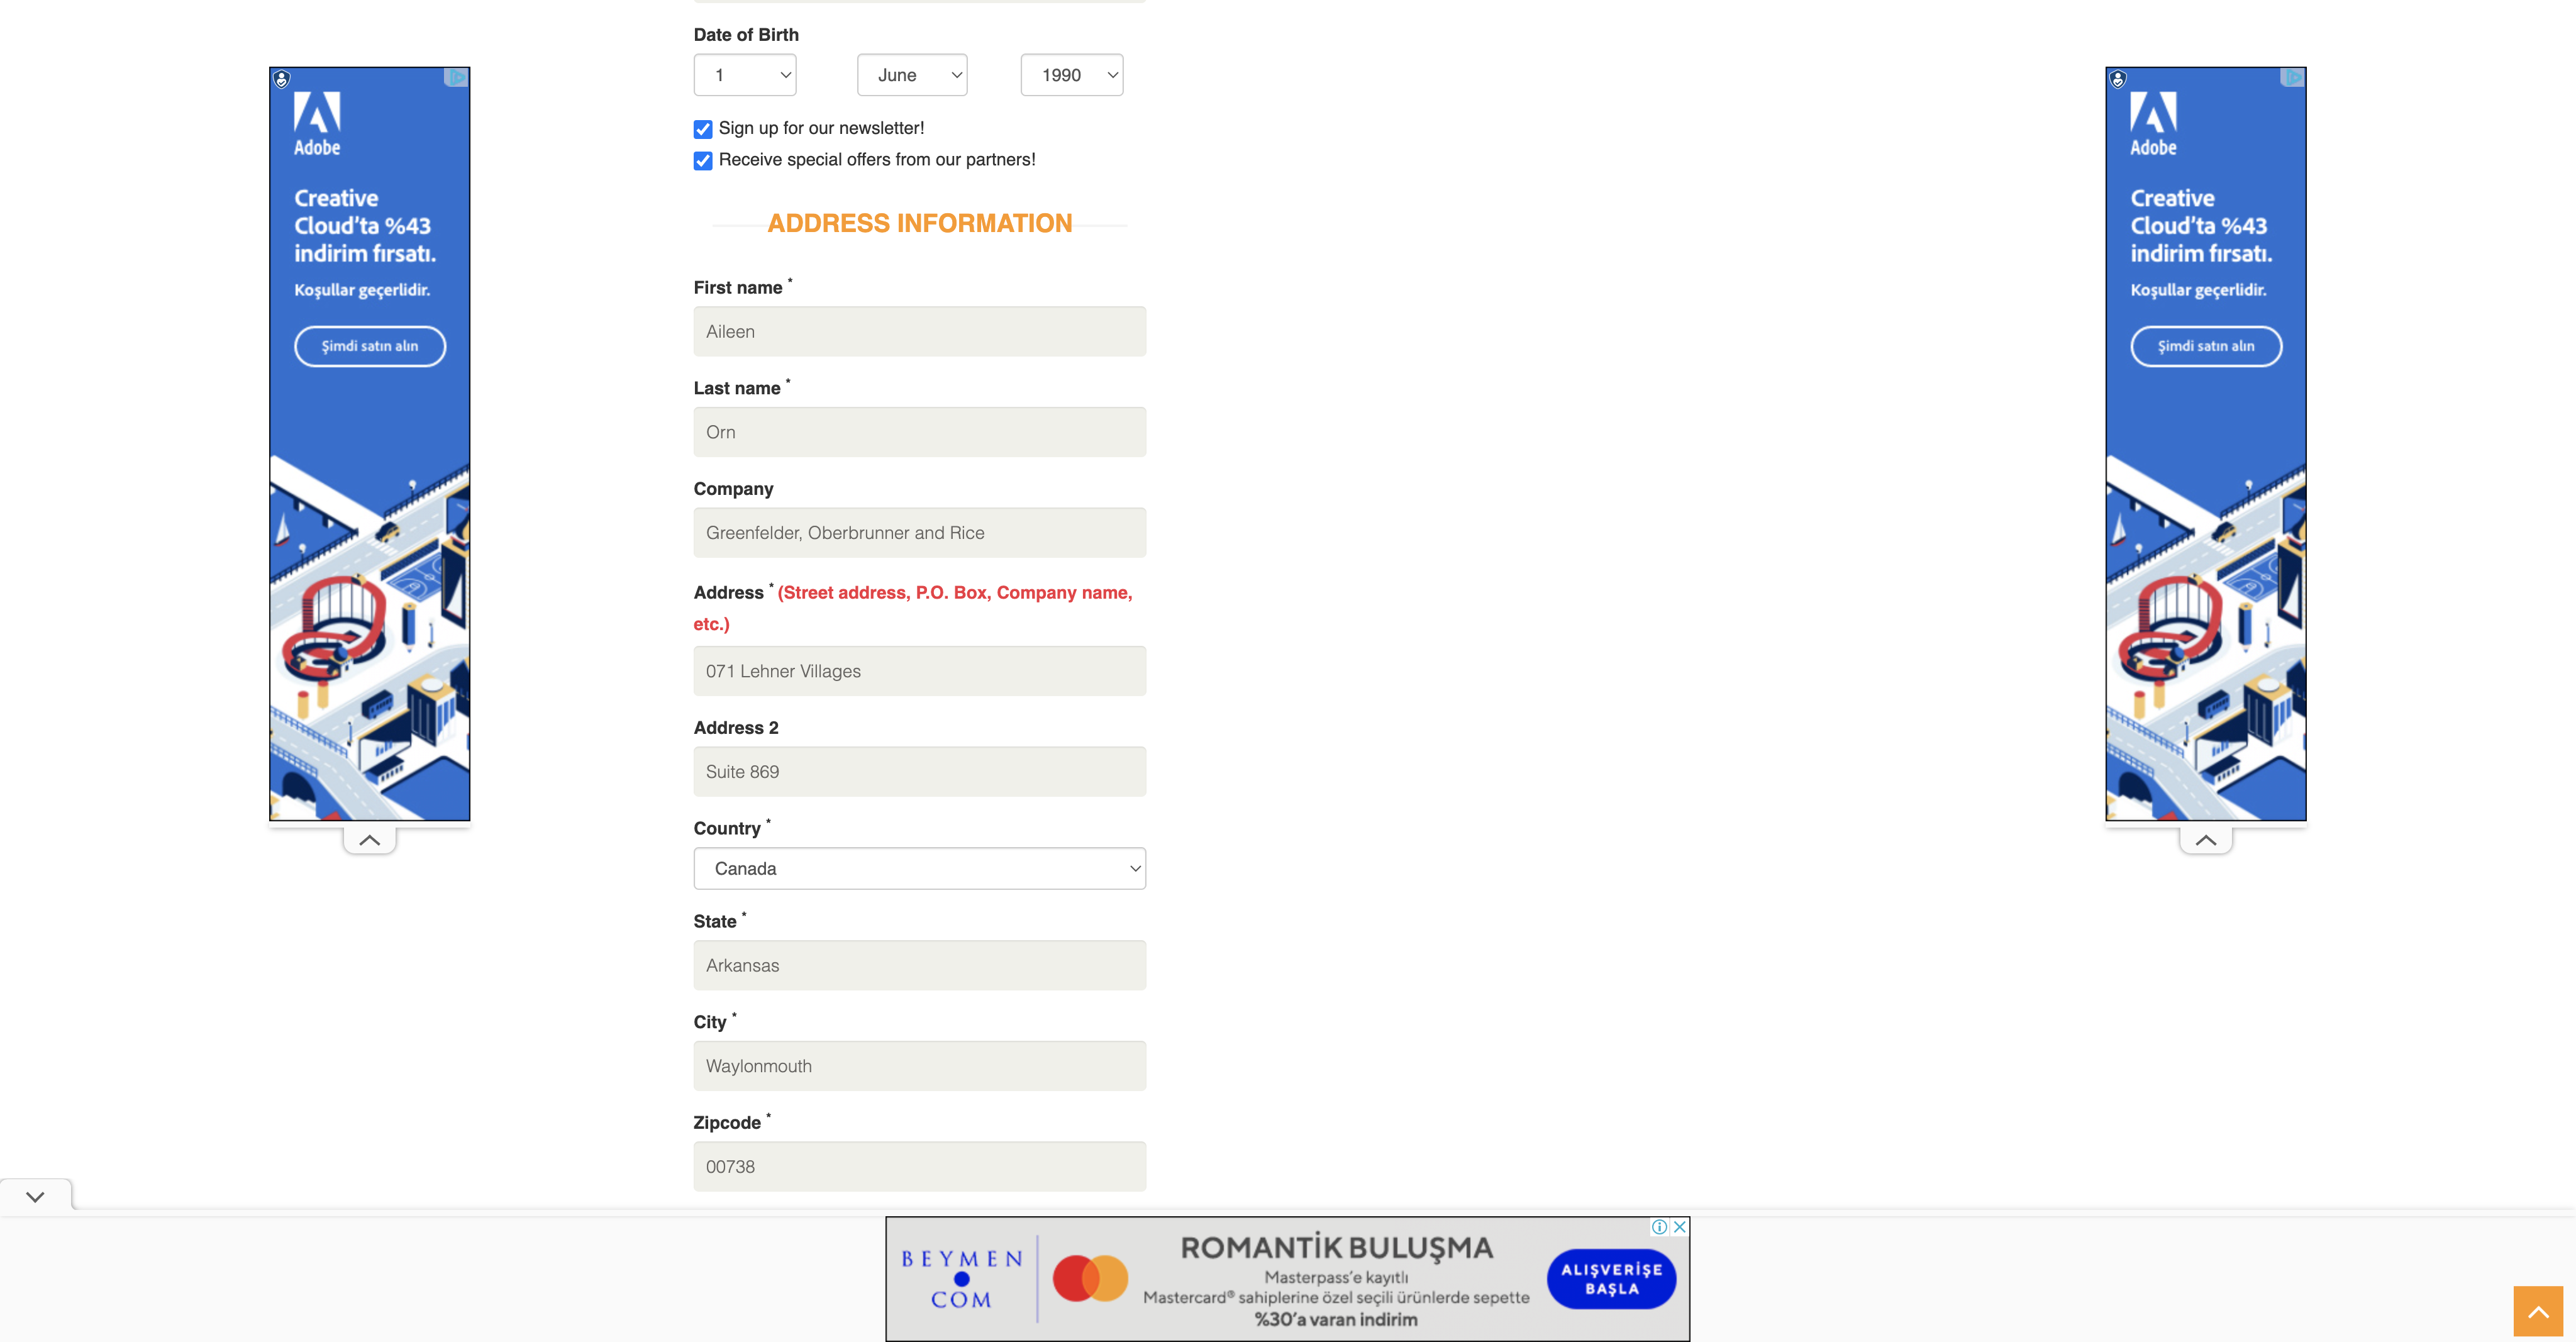 Date of Birth
1
June
1990
Sign up for our newsletter!
Receive special offers from our partners!
ADDRESS INFORMATION
First name *
Aileen
Last name *
Orn
Company
Greenfelder, Oberbrunner and Rice
Address * (Street address, P.O. Box, Company name,
etc.)
071 Lehner Villages
Address 2
Suite 869
Country *
Canada
State *
Arkansas
City *
Waylonmouth
Zipcode *
00738
Adobe
Creative
Cloud'ta %43
indirim fırsatı.
Koşullar geçerlidir.
Şimdi satın alın
Adobe
Creative
Cloud'ta %43
indirim fırsatı.
Koşullar geçerlidir.
Şimdi satın alın
BEYMEN
COM
ROMANTİK BULUŞMA
Masterpass'e kayıtlı
Mastercard® sahiplerine özel seçili ürünlerde sepette
%30'a varan indirim
ALIŞVERİŞE
BAŞLA